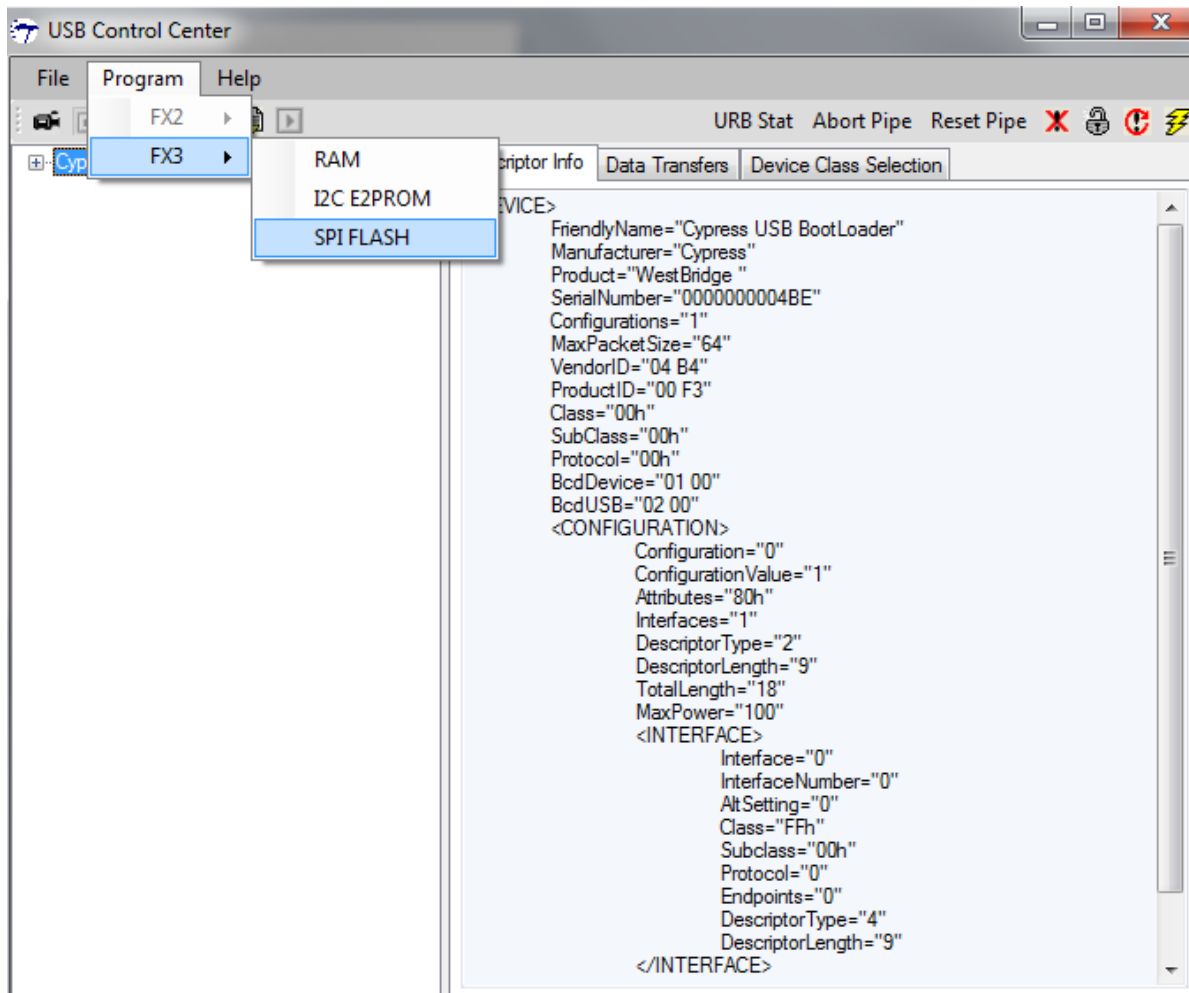 USB Control Center
File Program Help
URB Stat Abort Pipe Reset Pipe
FX2
FX3
RAM
I2C E2PROM
SPI FLASH
Cyp
criptor Info Data Transfers Device Class Selection
EVICE>
FriendlyName="Cypress USB BootLoader"
Manufacturer="Cypress"
Product="WestBridge "
SerialNumber="0000000004BE"
Configurations="1"
MaxPacketSize="64"
VendorID="04 B4"
ProductID="00 F3"
Class="00h"
SubClass="00h"
Protocol="00h"
BcdDevice="01 00"
BcdUSB="02 00"
<CONFIGURATION>
Configuration="0"
ConfigurationValue="1"
Attributes="80h"
Interfaces="1"
DescriptorType="2"
DescriptorLength="9"
TotalLength="18"
MaxPower="100"
<INTERFACE>
Interface="0"
InterfaceNumber="0"
AltSetting="0"
Class="FFh"
Subclass="00h"
Protocol="0"
Endpoints="0"
DescriptorType="4"
DescriptorLength="9"
</INTERFACE>